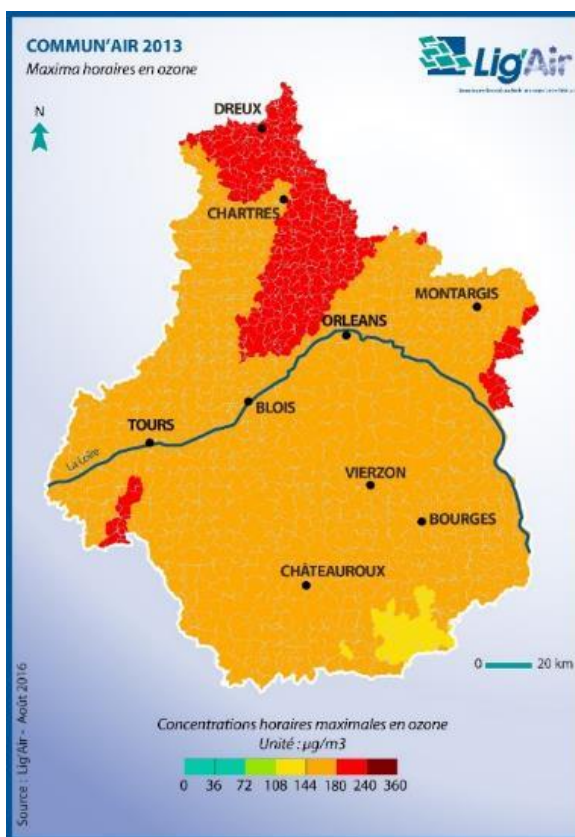 COMMUN'AIR 2013
Maxima horaires en ozone
Lig'Air
N
DREUX
CHARTRES
MONTARGIS
ORLEANS
BLOIS
TOURS
La Loire
VIERZON
BOURGES
CHÂTEAUROUX
0 20 km
Concentrations horaires maximales en ozone
Unité : µg/m3
0 36 72 108 144 180 240 360
Source : Lig'Air - Août 2016